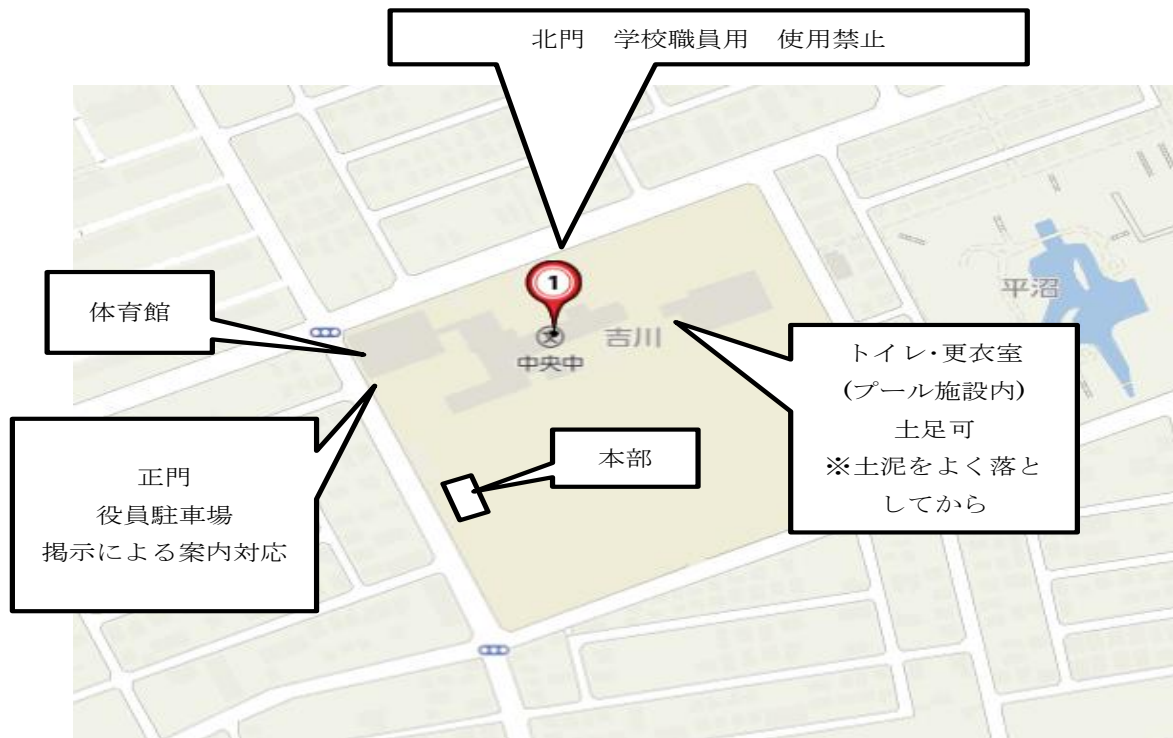 北門　学校職員用　使用禁止
体育館
1
文
中央中
吉川
平沼
トイレ・更衣室
(プール施設内)
土足可
※土泥をよく落と
してから
正門
役員駐車場
掲示による案内対応
本部